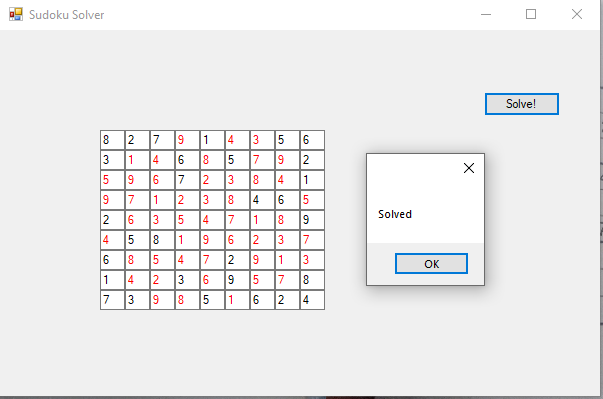 Sudoku Solver
Solve!
8 2 7 9 1 4 3 5 6
3 1 4 6 8 5 7 9 2
5 9 6 7 2 3 8 4 1
9 7 1 2 3 8 4 6 5
2 6 3 5 4 7 1 8 9
4 5 8 1 9 6 2 3 7
6 8 5 4 7 2 9 1 3
1 4 2 3 6 9 5 7 8
7 3 9 8 5 1 6 2 4
Solved
OK